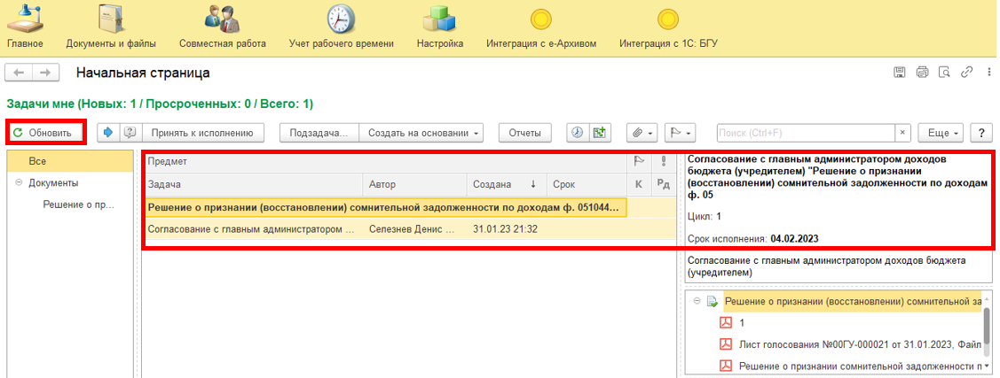 Главное Документы и файлы Совместная работа Учет рабочего времени Настройка Интеграция с е-Архивом Интеграция с 1С: БГУ
Начальная страница
Задачи мне (Новых: 1 / Просроченных: 0 / Всего: 1)
Обновить Принять к исполнению Подзадача... Создать на основании Отчеты Поиск (Ctrl+F) × Еще ?
Все
Документы
Решение о пр...
Предмет
Задача Автор Создана ↓ Срок К Рд
Решение о признании (восстановлении) сомнительной задолженности по доходам ф. 051044...
Согласование с главным администратором ... Селезнев Денис ... 31.01.23 21:32
Согласование с главным администратором доходов
бюджета (учредителем) "Решение о признании
(восстановлении) сомнительной задолженности по доходам
ф. 05
Цикл: 1
Срок исполнения: 04.02.2023
Согласование с главным администратором доходов бюджета
(учредителем)
Решение о признании (восстановлении) сомнительной за
1
Лист голосования №00ГУ-000021 от 31.01.2023, Файл
Решение о признании сомнительной задолженности п